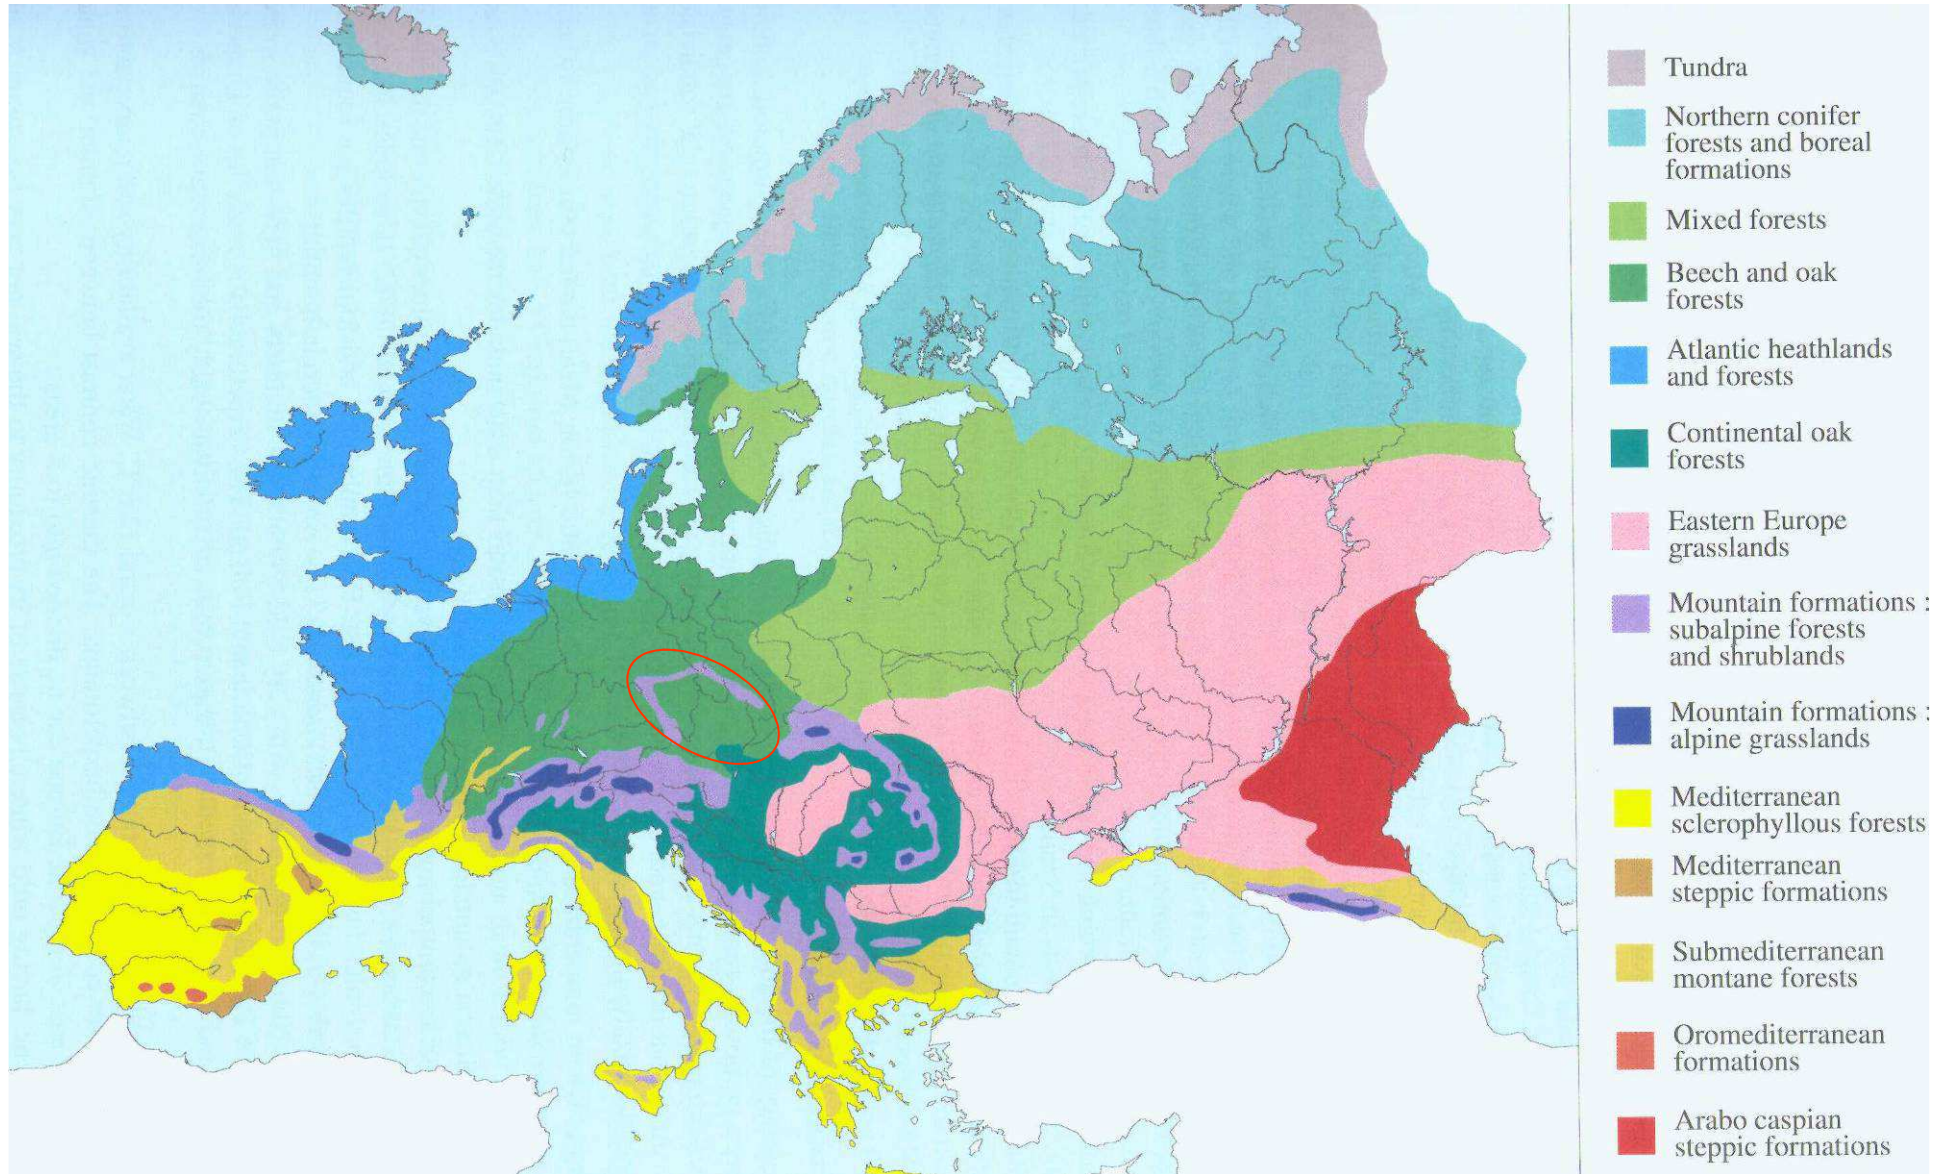 Tundra
Northern conifer
forests and boreal
formations
Mixed forests
Beech and oak
forests
Atlantic heathlands
and forests
Continental oak
forests
Eastern Europe
grasslands
Mountain formations :
subalpine forests
and shrublands
Mountain formations :
alpine grasslands
Mediterranean
sclerophyllous forests
Mediterranean
steppic formations
Submediterranean
montane forests
Oromediterranean
formations
Arabo caspian
steppic formations